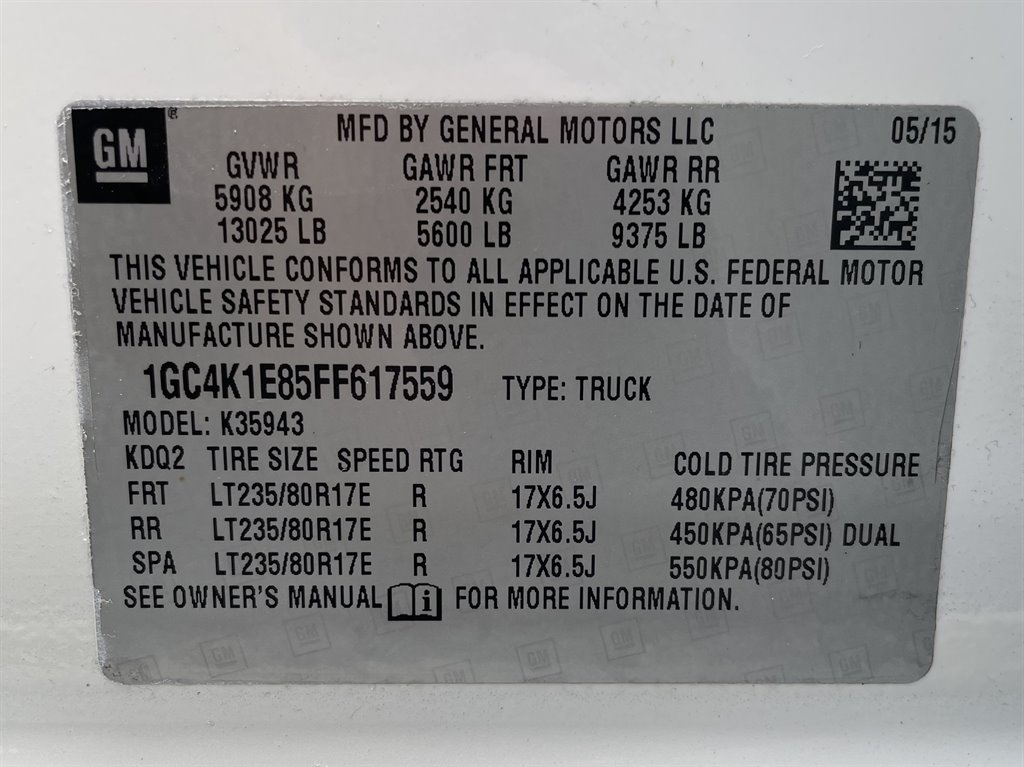 GM® MFD BY GENERAL MOTORS LLC 05/15
GVWR GAWR FRT GAWR RR
5908 KG 2540 KG 4253 KG
13025 LB 5600 LB 9375 LB
THIS VEHICLE CONFORMS TO ALL APPLICABLE U.S. FEDERAL MOTOR
VEHICLE SAFETY STANDARDS IN EFFECT ON THE DATE OF
MANUFACTURE SHOWN ABOVE.
1GC4K1E85FF617559 TYPE: TRUCK
MODEL: K35943
KDQ2 TIRE SIZE SPEED RTG RIM COLD TIRE PRESSURE
FRT LT235/80R17E R 17X6.5J 480KPA(70PSI)
RR LT235/80R17E R 17X6.5J 450KPA(65PSI) DUAL
SPA LT235/80R17E R 17X6.5J 550KPA(80PSI)
SEE OWNER'S MANUAL i FOR MORE INFORMATION.